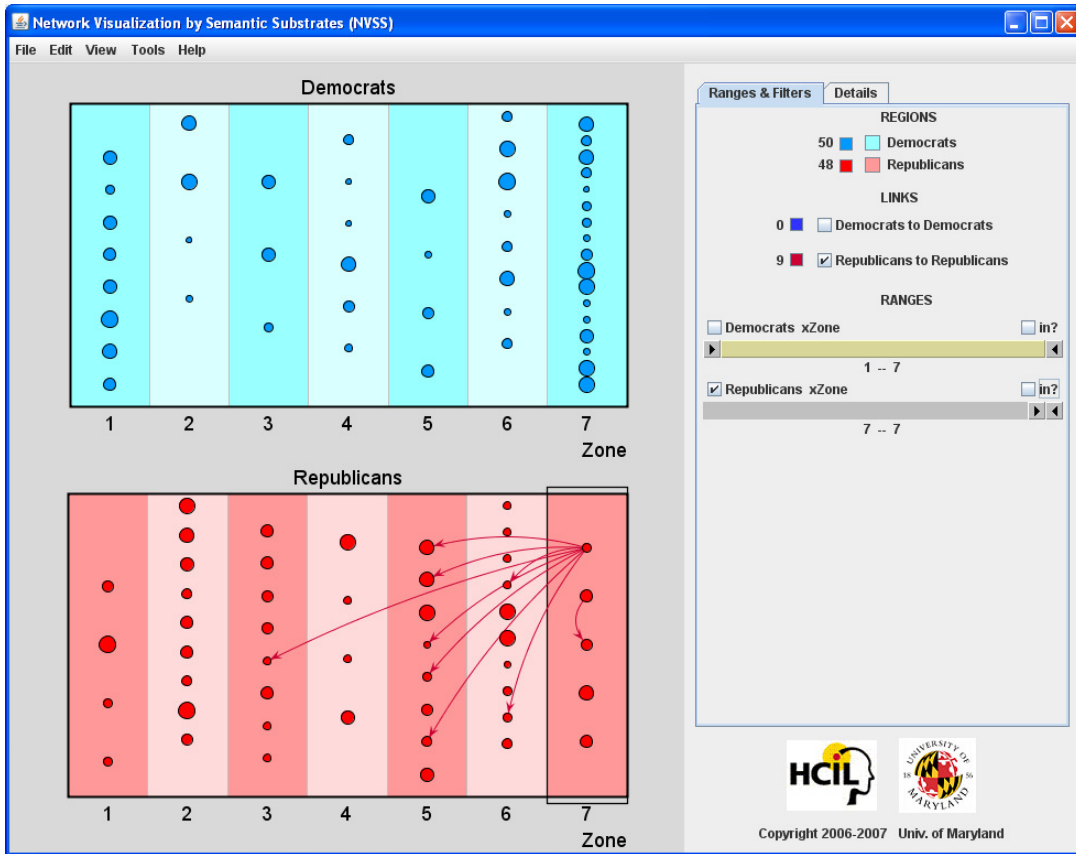 Network Visualization by Semantic Substrates (NVSS)
File Edit View Tools Help
Democrats
1 2 3 4 5 6 7
Zone
Republicans
1 2 3 4 5 6 7
Zone
Ranges & Filters Details
REGIONS
50 Democrats
48 Republicans
LINKS
0 Democrats to Democrats
9 Republicans to Republicans
RANGES
Democrats xZone in?
1 -- 7
Republicans xZone in?
7 -- 7
HCIL
UNIVERSITY OF
18 56
MARYLAND
Copyright 2006-2007 Univ. of Maryland